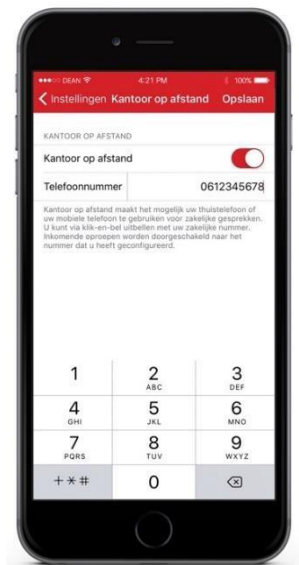 DEAN 4:21 PM 100%
Instellingen Kantoor op afstand Opslaan
KANTOOR OP AFSTAND
Kantoor op afstand
Telefoonnummer 0612345678
Kantoor op afstand maakt het mogelijk uw thuistelefoon of
uw mobiele telefoon te gebruiken voor zakelijke gesprekken.
U kunt via klik-en-bel uitbellen met uw zakelijke nummer.
Inkomende oproepen worden doorgeschakeld naar het
nummer dat u heeft geconfigureerd.
1 2 3
ABC DEF
4 5 6
GHI JKL MNO
7 8 9
PQRS TUV WXYZ
+*# 0